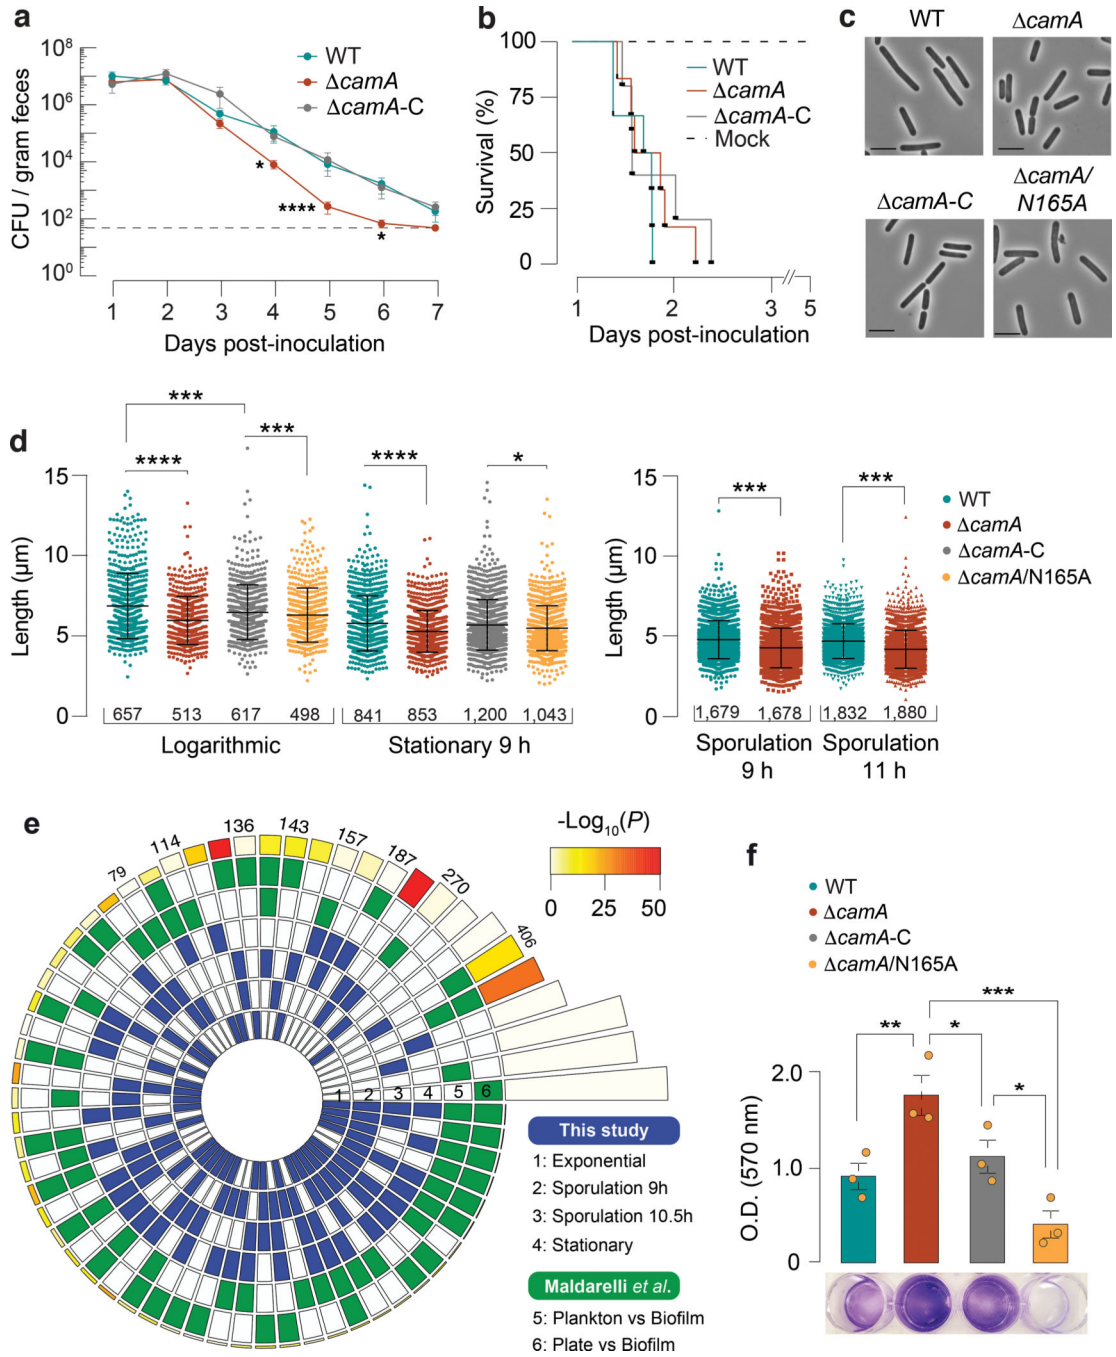 a
10⁸
10⁶
10⁴
10²
10⁰
CFU / gram feces
WT
ΔcamA
ΔcamA-C
*
****
*
1 2 3 4 5 6 7
Days post-inoculation
b
100
75
50
25
0
Survival (%)
WT
ΔcamA
ΔcamA-C
Mock
1 2 3 5
Days post-inoculation
c
WT
ΔcamA
ΔcamA-C
ΔcamA/
N165A
d
15
10
5
0
Length (μm)
***
****
***
****
*
657 513 617 498 841 853 1,200 1,043
Logarithmic
Stationary 9 h
15
10
5
0
Length (μm)
***
***
WT
ΔcamA
ΔcamA-C
ΔcamA/N165A
1,679 1,678 1,832 1,880
Sporulation
9 h
Sporulation
11 h
e
79
114
136
143
157
187
270
406
1 2 3 4 5 6
-Log₁₀(P)
0 25 50
This study
1: Exponential
2: Sporulation 9h
3: Sporulation 10.5h
4: Stationary
Maldarelli et al.
5: Plankton vs Biofilm
6: Plate vs Biofilm
f
WT
ΔcamA
ΔcamA-C
ΔcamA/N165A
***
**
*
*
2.0
1.0
0
O.D. (570 nm)